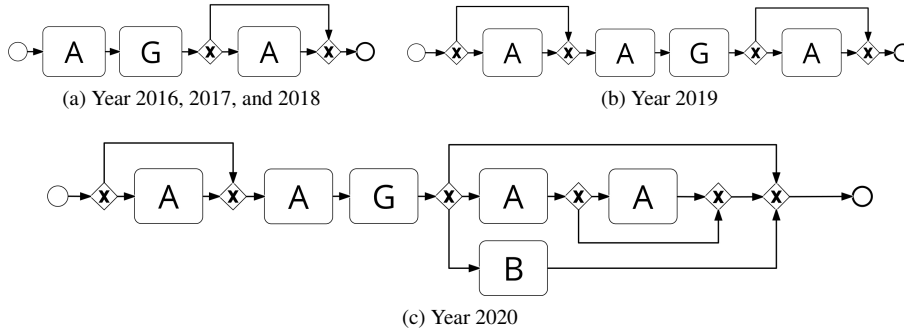 A G X A X
X A X A G X A X
(a) Year 2016, 2017, and 2018
(b) Year 2019
X A X A G X A X A X X
B
(c) Year 2020